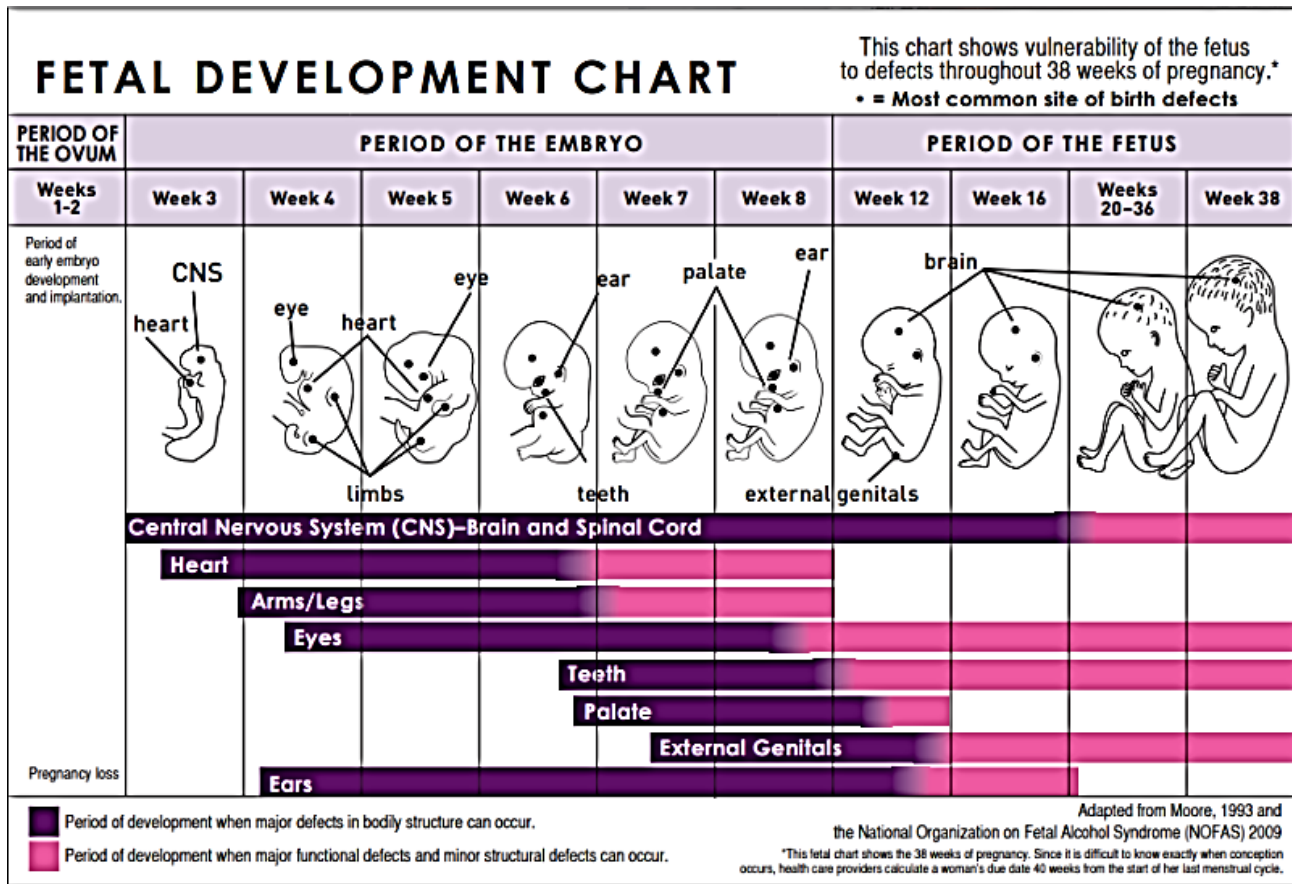 FETAL DEVELOPMENT CHART
This chart shows vulnerability of the fetus
to defects throughout 38 weeks of pregnancy.*
• = Most common site of birth defects
PERIOD OF
THE OVUM
PERIOD OF THE EMBRYO
PERIOD OF THE FETUS
Weeks
1-2
Week 3
Week 4
Week 5
Week 6
Week 7
Week 8
Week 12
Week 16
Weeks
20-36
Week 38
Period of
early embryo
development
and implantation.
CNS
heart
eye
heart
eye
limbs
ear
teeth
palate
ear
external genitals
brain
Central Nervous System (CNS)–Brain and Spinal Cord
Heart
Arms/Legs
Eyes
Teeth
Palate
External Genitals
Pregnancy loss
Ears
Period of development when major defects in bodily structure can occur.
Period of development when major functional defects and minor structural defects can occur.
Adapted from Moore, 1993 and
the National Organization on Fetal Alcohol Syndrome (NOFAS) 2009
*This fetal chart shows the 38 weeks of pregnancy. Since it is difficult to know exactly when conception
occurs, health care providers calculate a woman's due date 40 weeks from the start of her last menstrual cycle.